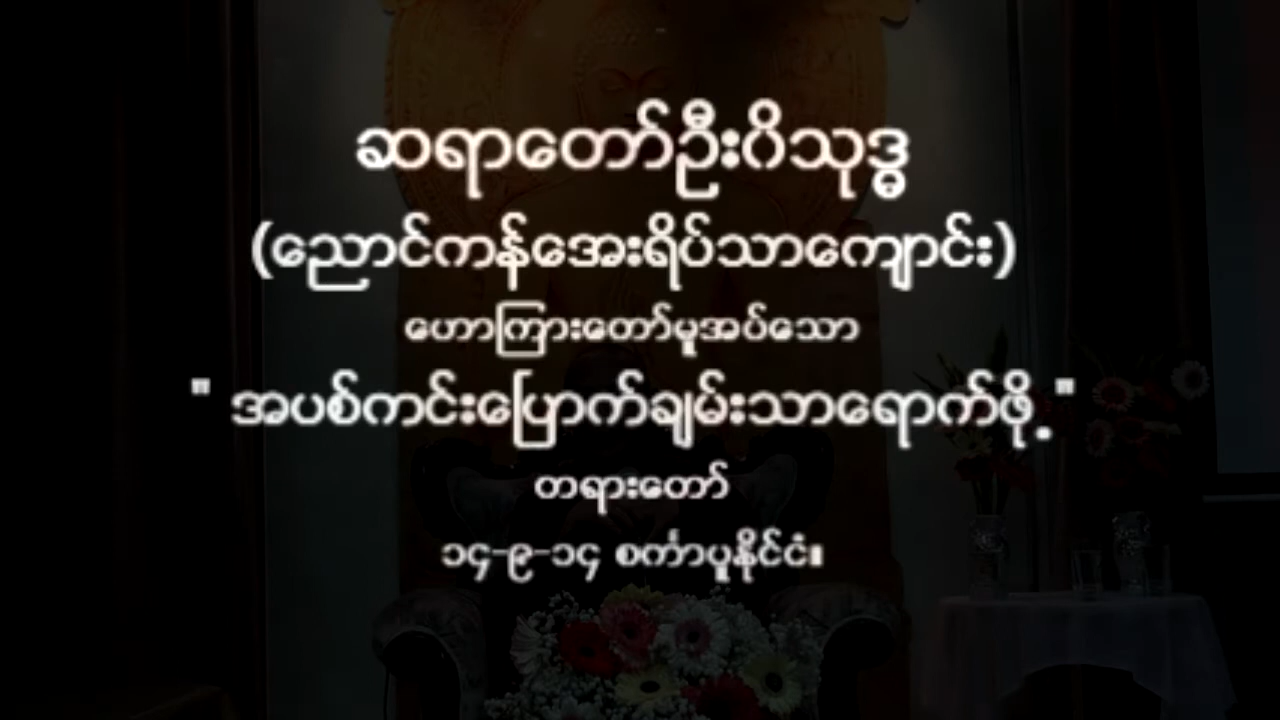 ဆရာတော်ဦးဝိသုဒ္ဓ
(ညောင်ကန်အေးရိပ်သာကျောင်း)
ဟောကြားတော်မူအပ်သော
" အပစ်ကင်းပြောက်ချမ်းသာရောက်ဖို့ "
တရားတော်
၁၄-၉-၁၄ စင်္ကာပူနိုင်ငံ။